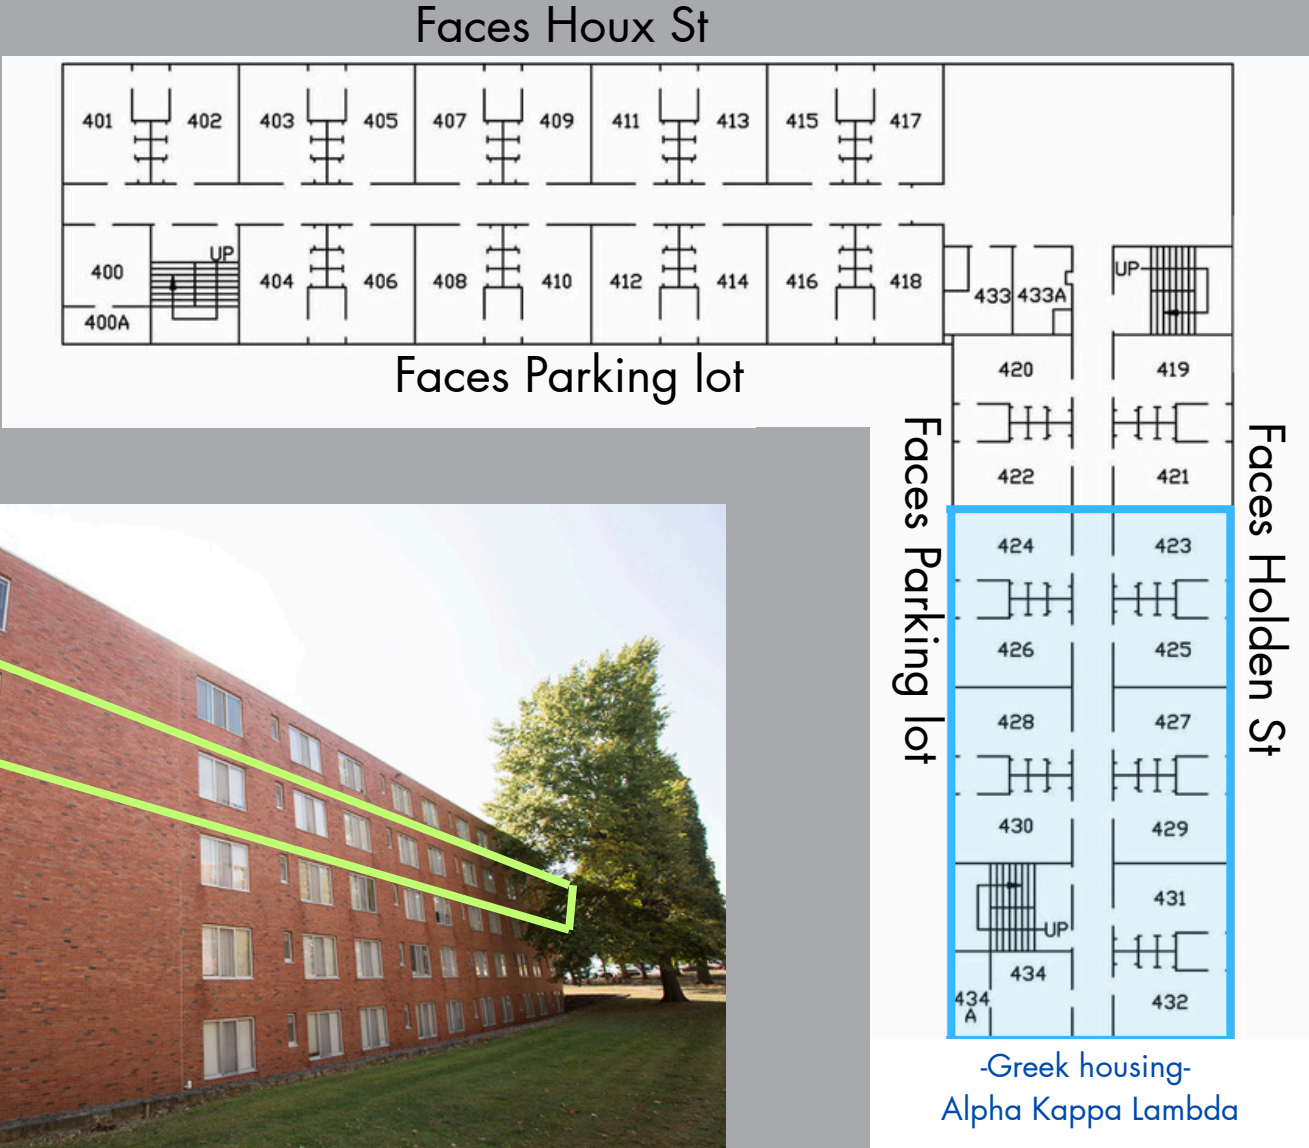 Faces Houx St
401 402 403 405 407 409 411 413 415 417
UP
400 404 406 408 410 412 414 416 418
400A
433 433A
UP
Faces Parking lot
420 419
422 421
424 423
426 425
428 427
430 429
431
UP
434
434
A
432
Faces Parking lot
Faces Holden St
-Greek housing-
Alpha Kappa Lambda